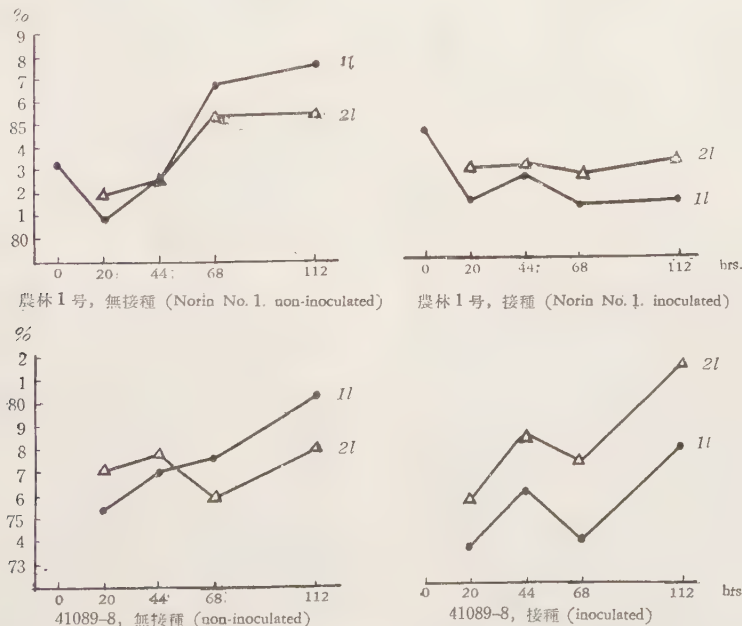 %
9
8
7
6
85
4
3
2
1
80
1l
2l
0 20 44 68 112
農林1号, 無接種 (Norin No. 1. non-inoculated)
2l
1l
0 20 44 68 112 hrs.
農林1号, 接種 (Norin No. 1. inoculated)
%
2
1
80
9
8
7
6
75
4
73
1l
2l
0 20 44 68 112
41089-8, 無接種 (non-inoculated)
2l
1l
0 20 44 68 112 hrs
41089-8, 接種 (inoculated)